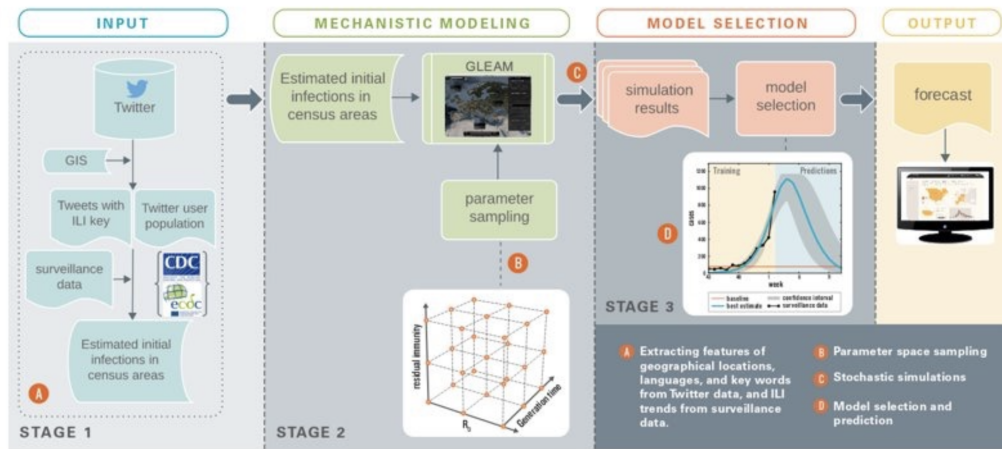 INPUT
MECHANISTIC MODELING
MODEL SELECTION
OUTPUT
Twitter
GIS
Tweets with
ILI key
Twitter user
population
surveillance
data
CDC
ecdc
Estimated initial
infections in
census areas
A
STAGE 1
Estimated initial
infections in
census areas
GLEAM
parameter
sampling
B
residual immunity
R0
Generation time
STAGE 2
C
simulation
results
model
selection
D
Training
Predictions
cases
week
baseline
best estimate
confidence interval
surveillance data
STAGE 3
forecast
A Extracting features of
geographical locations,
languages, and key words
from Twitter data, and ILI
trends from surveillance
data.
B Parameter space sampling
C Stochastic simulations
D Model selection and
prediction